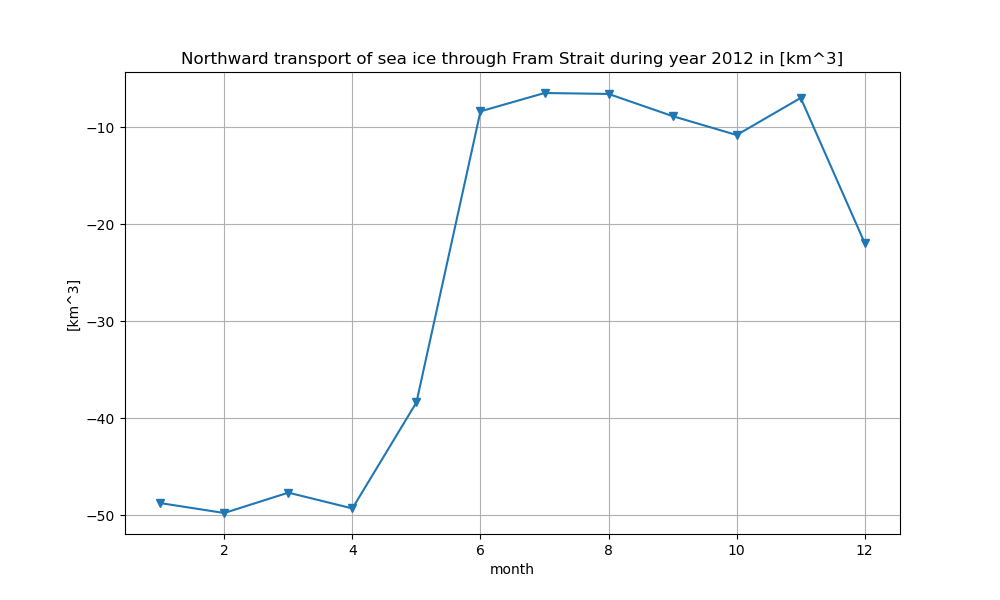 Northward transport of sea ice through Fram Strait during year 2012 in [km^3]
−10
−20
−30
−40
−50
[km^3]
2 4 6 8 10 12
month